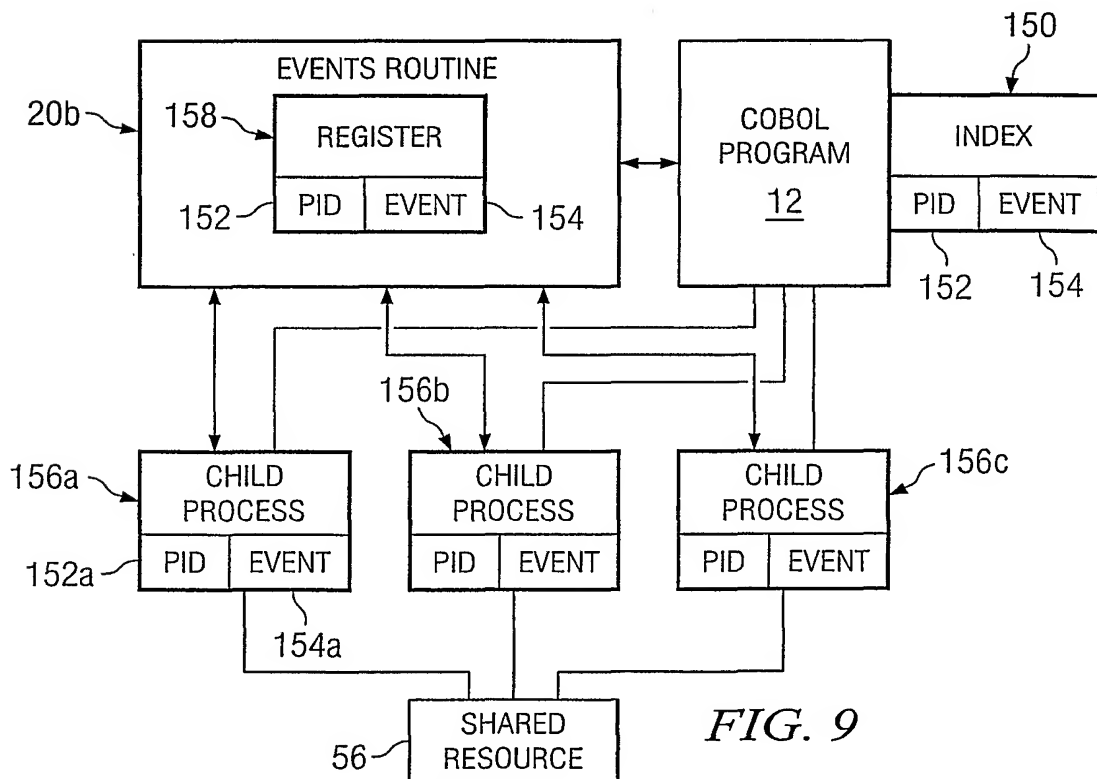 EVENTS ROUTINE
20b
158
REGISTER
152
PID
EVENT
154
COBOL
PROGRAM
12
150
INDEX
PID
EVENT
152
154
156b
156a
CHILD
PROCESS
152a
PID
EVENT
154a
CHILD
PROCESS
PID
EVENT
CHILD
PROCESS
156c
PID
EVENT
56
SHARED
RESOURCE
FIG. 9